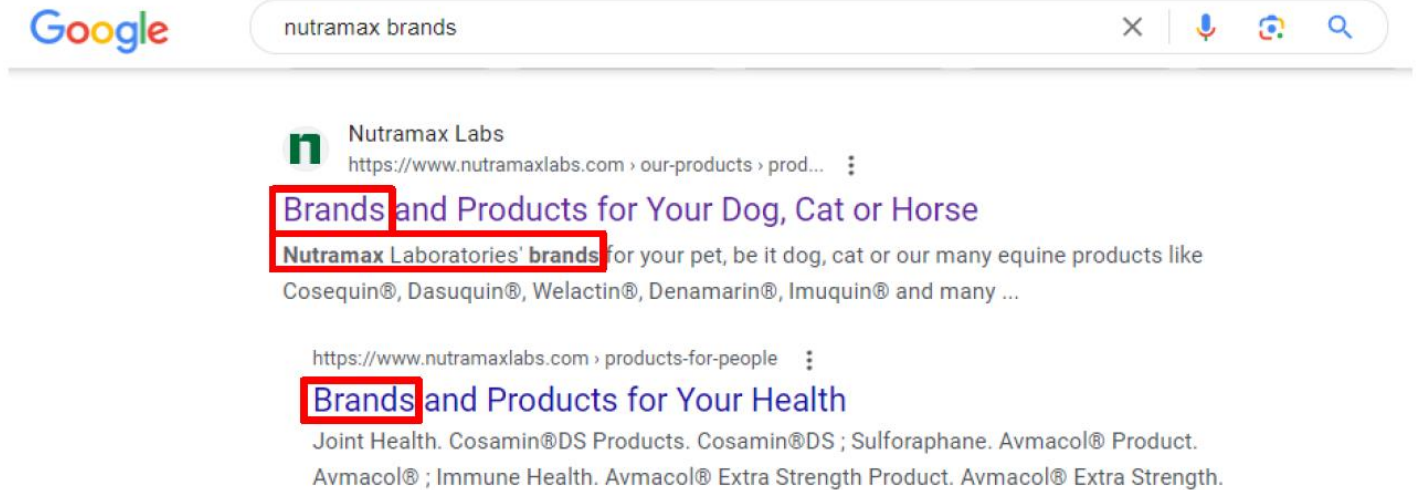 Google
nutramax brands
Nutramax Labs
https://www.nutramaxlabs.com › our-products › prod...
Brands and Products for Your Dog, Cat or Horse
Nutramax Laboratories' brands for your pet, be it dog, cat or our many equine products like
Cosequin®, Dasuquin®, Welactin®, Denamarin®, Imuquin® and many ...
https://www.nutramaxlabs.com › products-for-people
Brands and Products for Your Health
Joint Health. Cosamin®DS Products. Cosamin®DS ; Sulforaphane. Avmacol® Product.
Avmacol® ; Immune Health. Avmacol® Extra Strength Product. Avmacol® Extra Strength.